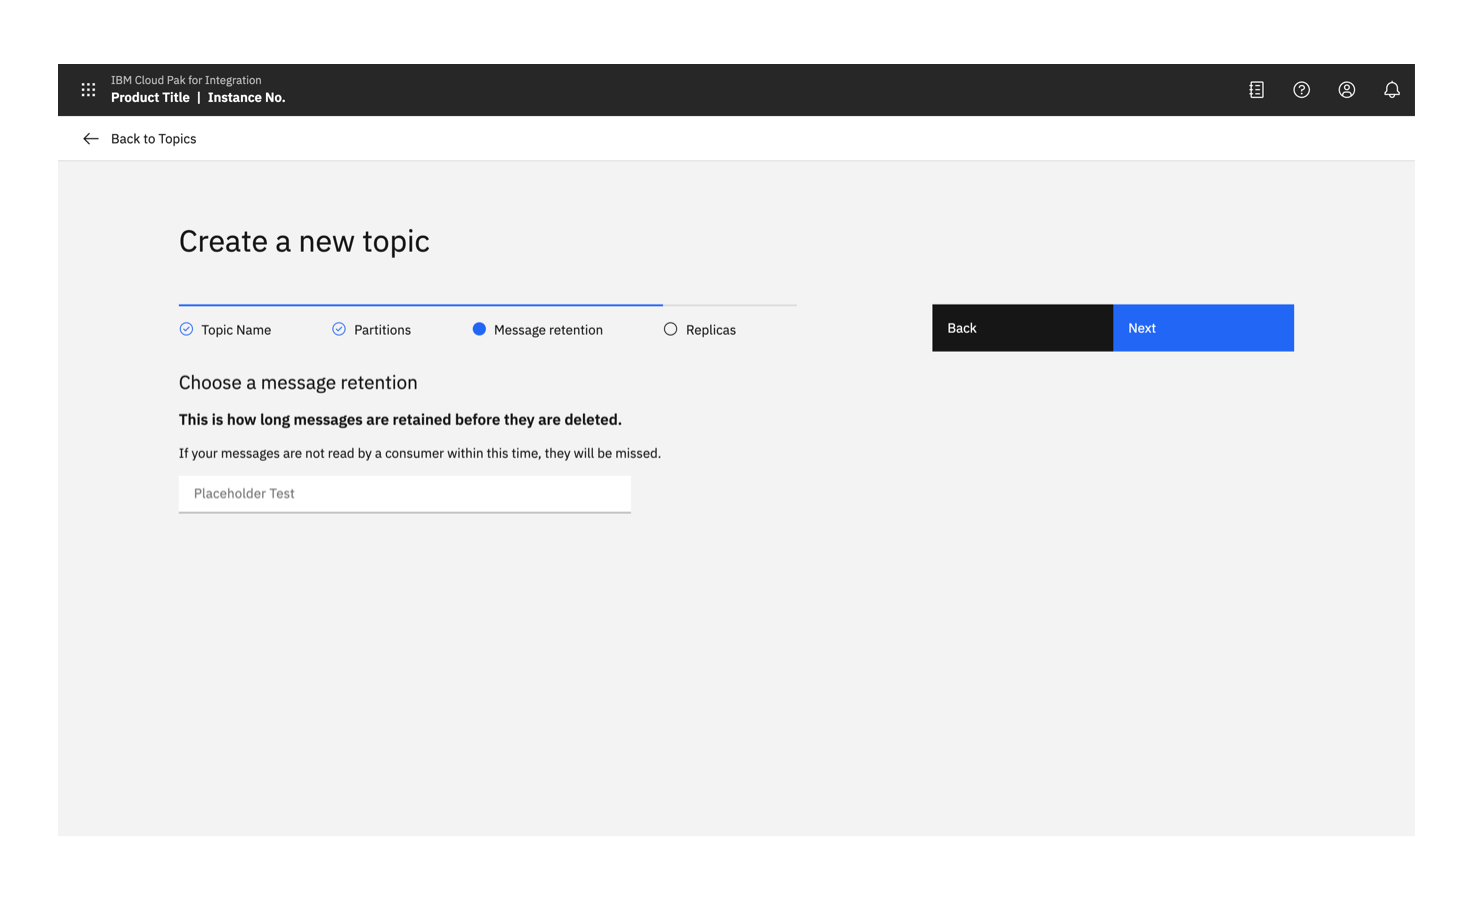 IBM Cloud Pak for Integration
Product Title | Instance No.
Back to Topics
Create a new topic
Topic Name
Partitions
Message retention
Replicas
Back
Next
Choose a message retention
This is how long messages are retained before they are deleted.
If your messages are not read by a consumer within this time, they will be missed.
Placeholder Test